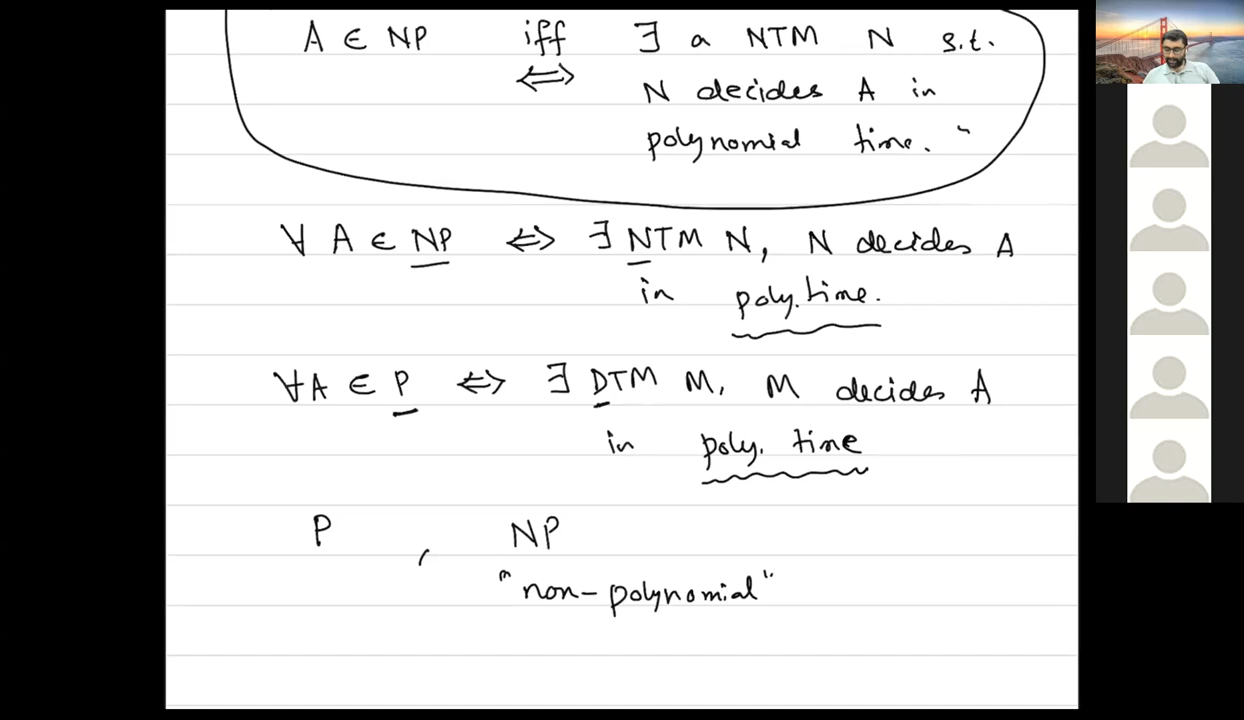 A ∈ NP iff ∃ a NTM N s.t.
⟺ N decides A in
polynomial time. "
∀ A ∈ NP ⟺ ∃ NTM N, N decides A
in poly. time.
∀A ∈ P ⟺ ∃ DTM M, M decides A
in poly. time
P , NP
"non-polynomial"